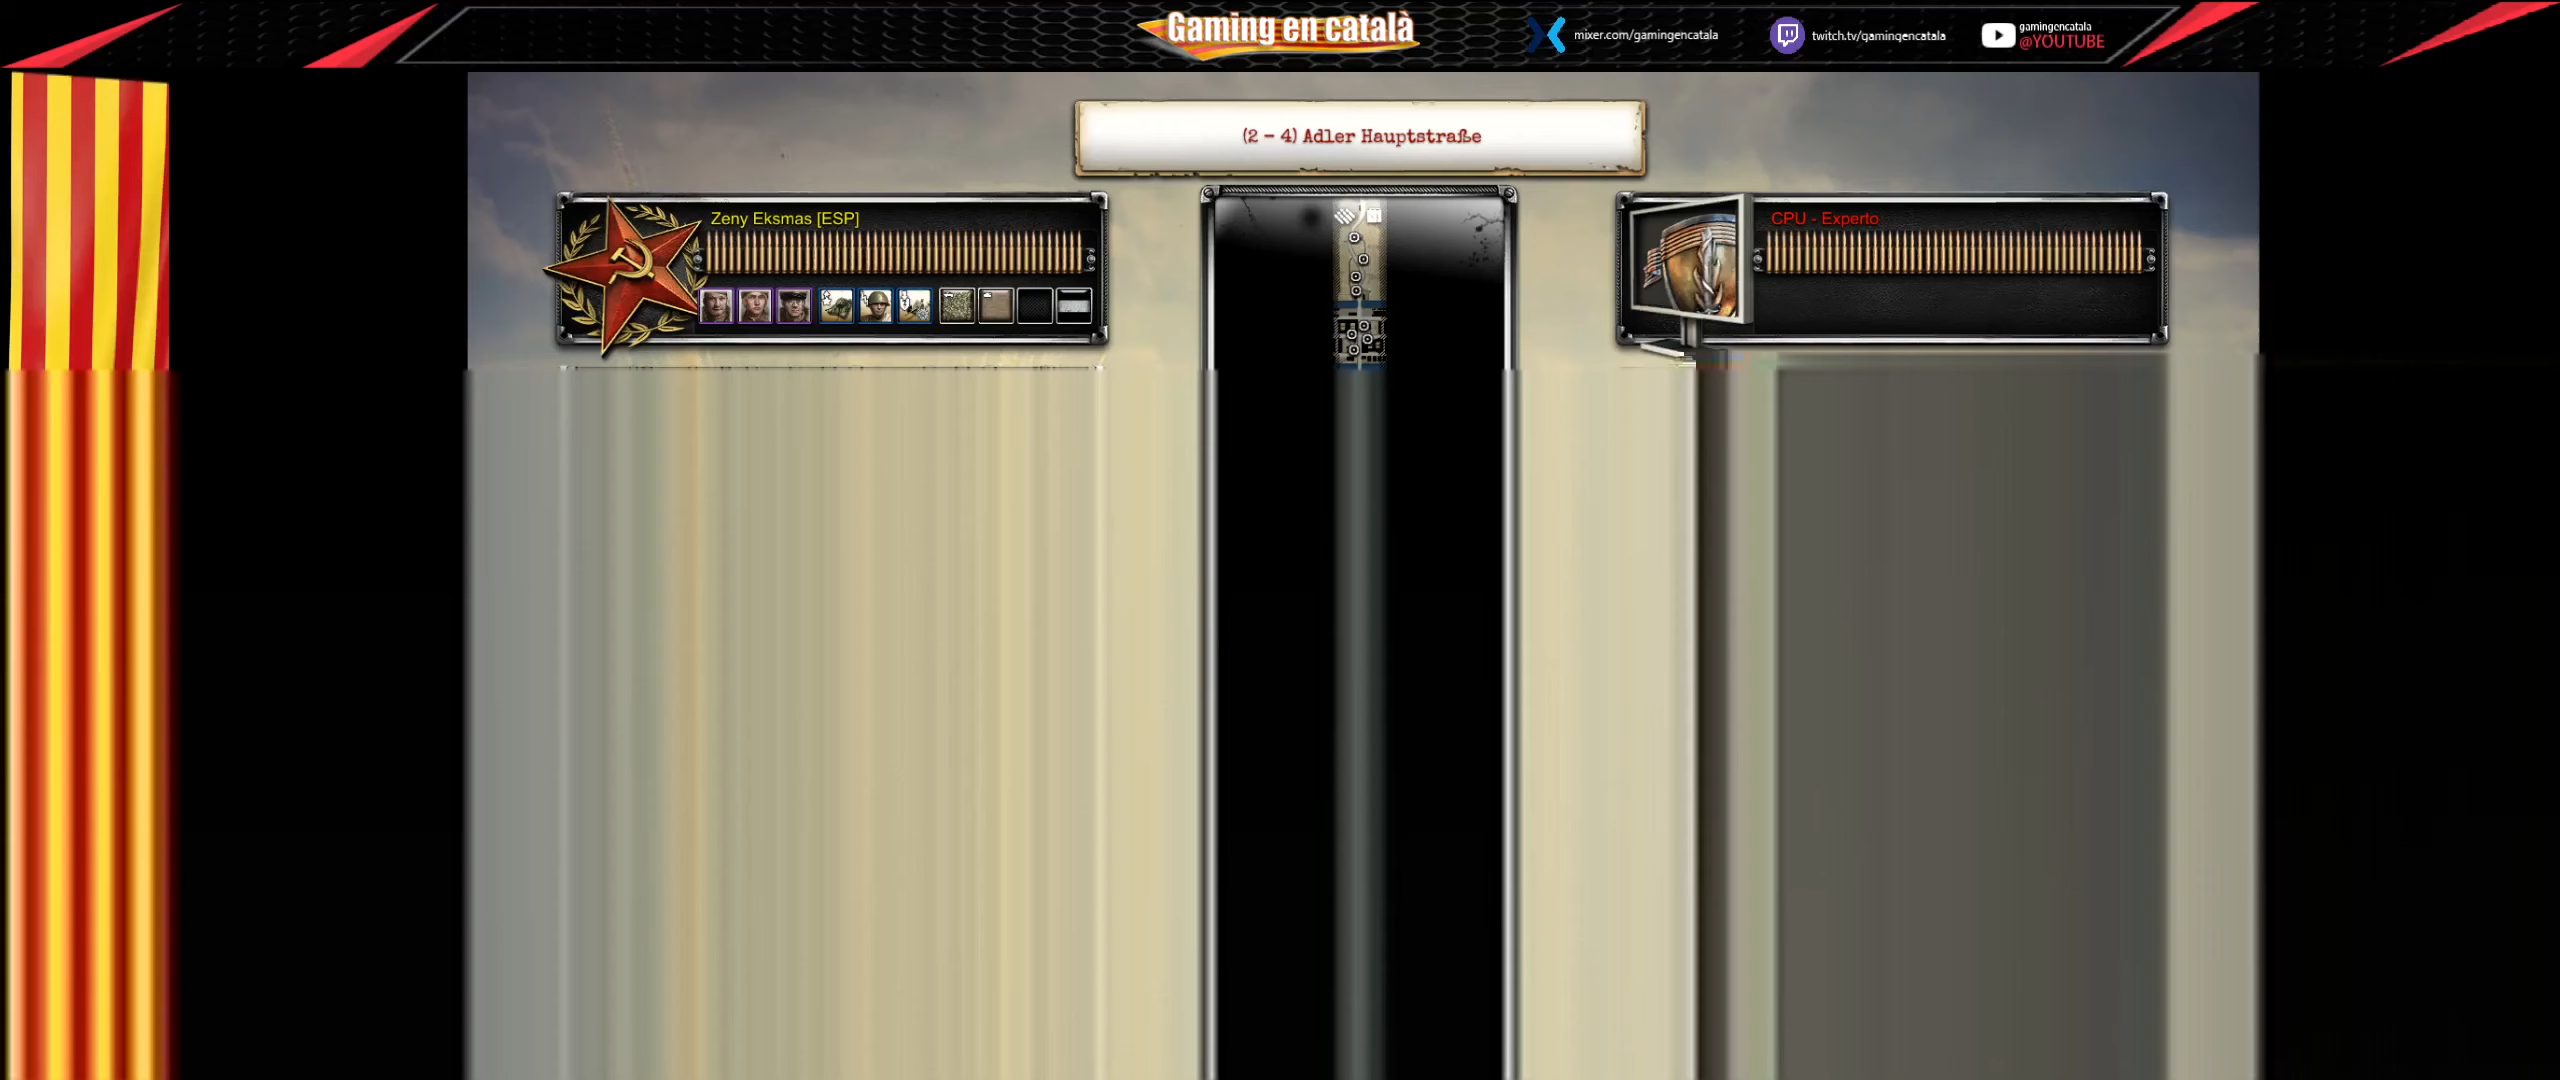 Gaming en català
mixer.com/gamingencatala
twitch.tv/gamingencatala
gamingencatala
@YOUTUBE
(2 - 4) Adler Hauptstraße
Zeny Eksmas [ESP]
CPU - Experto